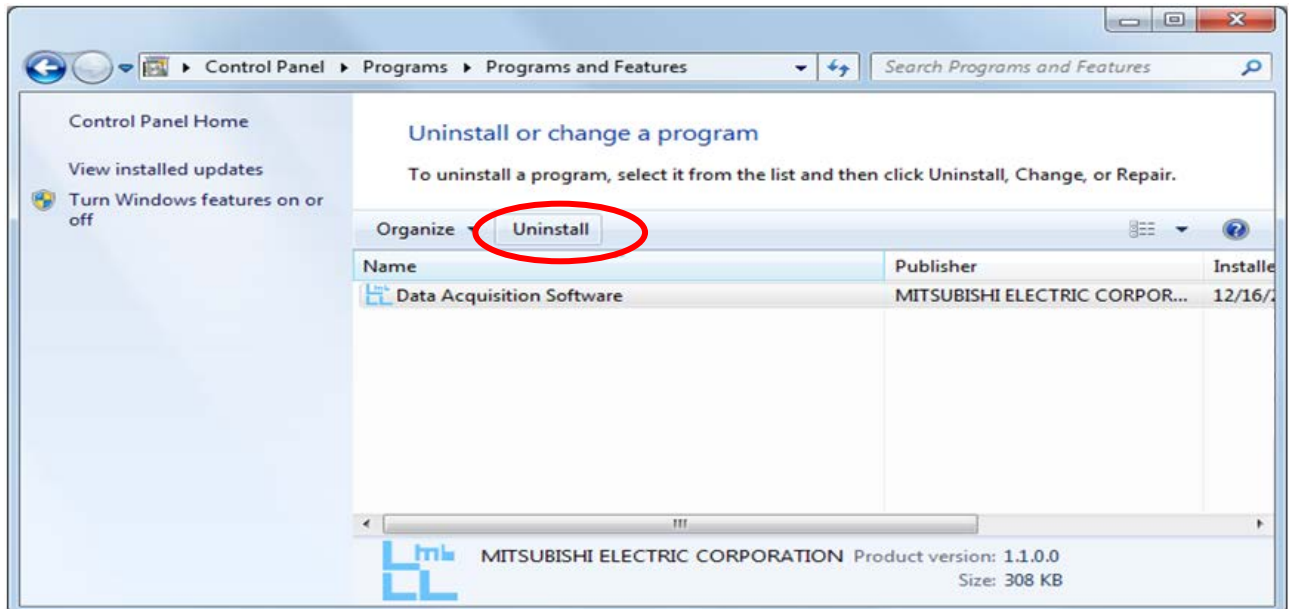 Control Panel Programs Programs and Features Search Programs and Features
Control Panel Home
View installed updates
Turn Windows features on or
off
Uninstall or change a program
To uninstall a program, select it from the list and then click Uninstall, Change, or Repair.
Organize Uninstall
Name Publisher Installe
Data Acquisition Software MITSUBISHI ELECTRIC CORPOR... 12/16/
MITSUBISHI ELECTRIC CORPORATION Product version: 1.1.0.0
Size: 308 KB